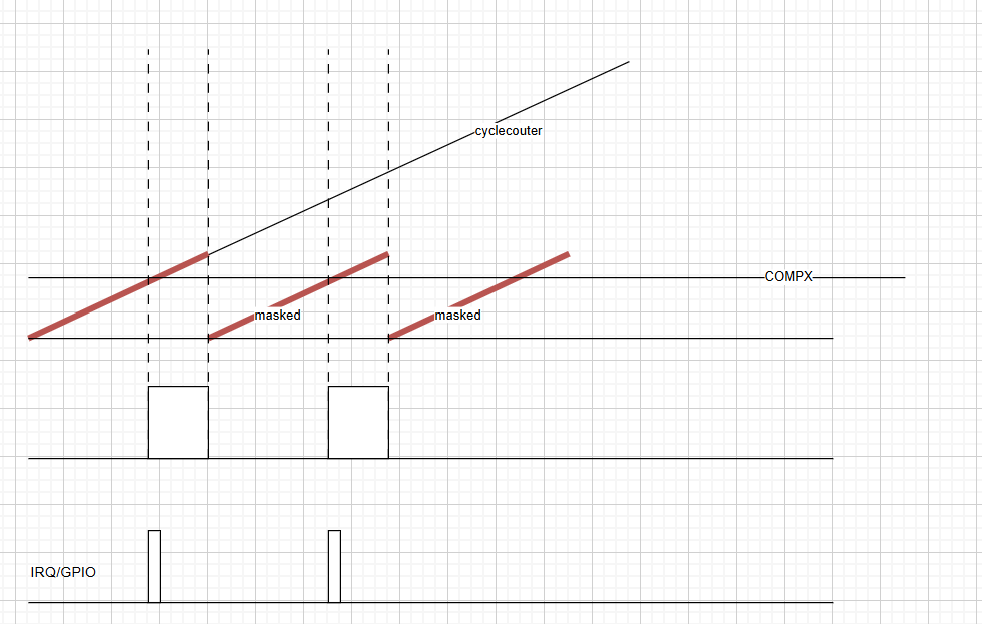 cyclecouter
COMPX
masked
masked
IRQ/GPIO